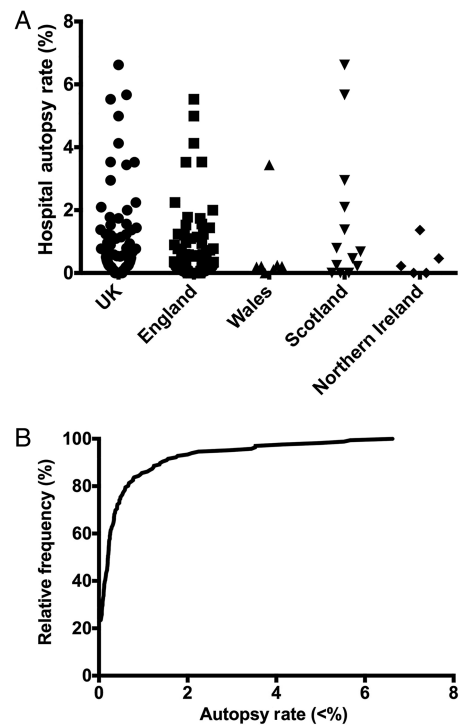 A
Hospital autopsy rate (%)
8
6
4
2
0
UK
England
Wales
Scotland
Northern Ireland
B
Relative frequency (%)
100
80
60
40
20
0
0 2 4 6 8
Autopsy rate (<%)